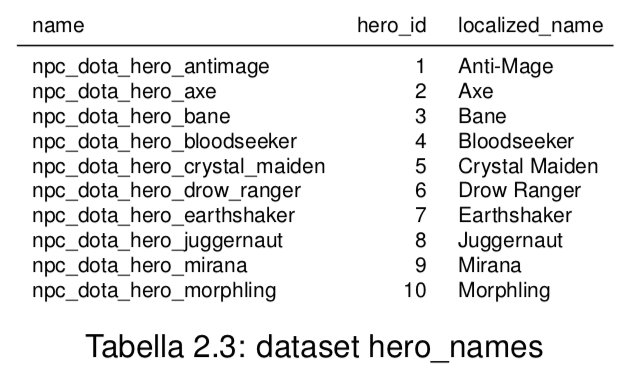 name hero_id localized_name
npc_dota_hero_antimage 1 Anti-Mage
npc_dota_hero_axe 2 Axe
npc_dota_hero_bane 3 Bane
npc_dota_hero_bloodseeker 4 Bloodseeker
npc_dota_hero_crystal_maiden 5 Crystal Maiden
npc_dota_hero_drow_ranger 6 Drow Ranger
npc_dota_hero_earthshaker 7 Earthshaker
npc_dota_hero_juggernaut 8 Juggernaut
npc_dota_hero_mirana 9 Mirana
npc_dota_hero_morphling 10 Morphling
Tabella 2.3: dataset hero_names